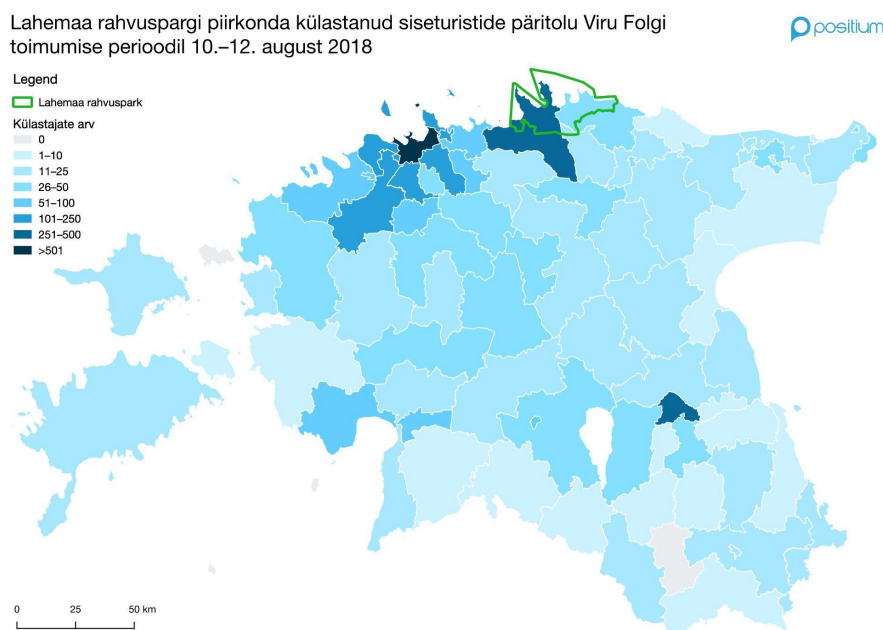 Lahemaa rahvuspargi piirkonda külastanud siseturistide päritolu Viru Folgi
toimumise perioodil 10.–12. august 2018
positium
Legend
Lahemaa rahvuspark
Külastajate arv
0
1–10
11–25
26–50
51–100
101–250
251–500
>501
0 25 50 km